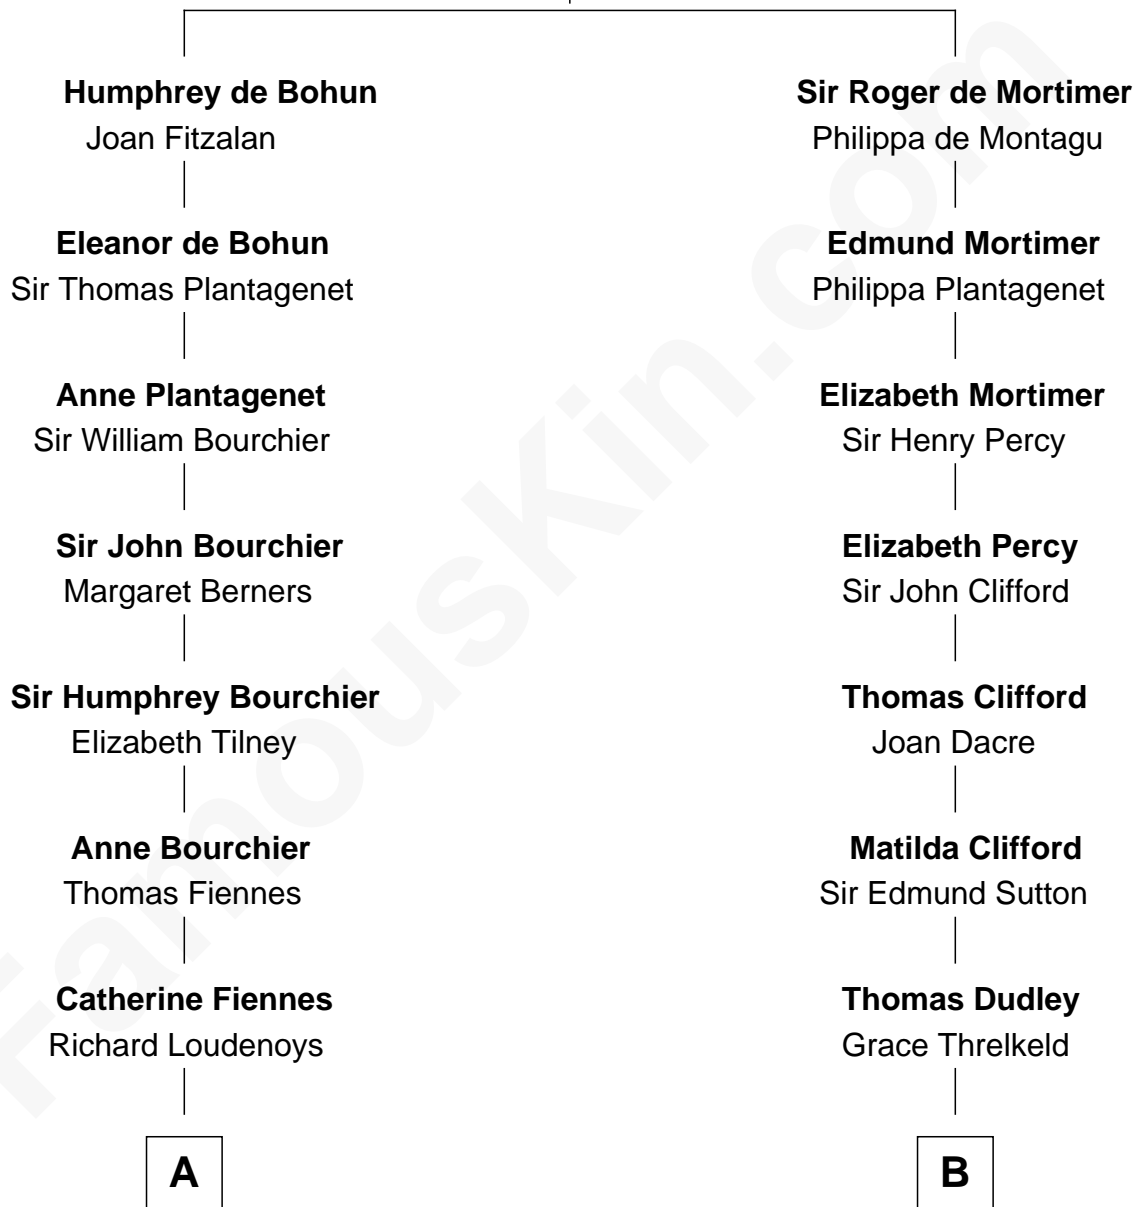 Humphrey de Bohun
Joan Fitzalan
Eleanor de Bohun
Sir Thomas Plantagenet
Anne Plantagenet
Sir William Bourchier
Sir John Bourchier
Margaret Berners
Sir Humphrey Bourchier
Elizabeth Tilney
Anne Bourchier
Thomas Fiennes
Catherine Fiennes
Richard Loudenoys
A
Sir Roger de Mortimer
Philippa de Montagu
Edmund Mortimer
Philippa Plantagenet
Elizabeth Mortimer
Sir Henry Percy
Elizabeth Percy
Sir John Clifford
Thomas Clifford
Joan Dacre
Matilda Clifford
Sir Edmund Sutton
Thomas Dudley
Grace Threlkeld
B
FamousKin.com